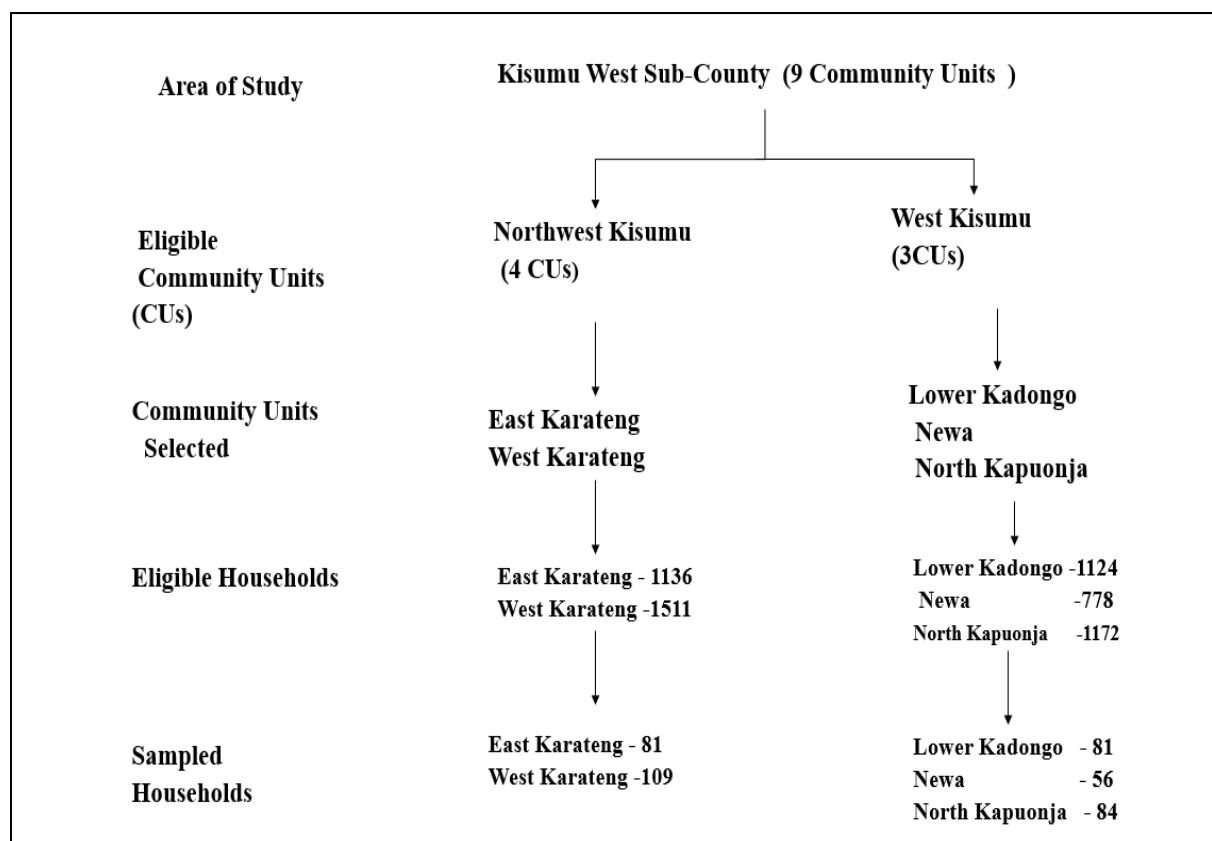 Area of Study
Kisumu West Sub-County (9 Community Units )
Eligible
Community Units
(CUs)
Northwest Kisumu
(4 CUs)
West Kisumu
(3CUs)
Community Units
Selected
East Karateng
West Karateng
Lower Kadongo
Newa
North Kapuonja
Eligible Households
East Karateng - 1136
West Karateng -1511
Lower Kadongo -1124
Newa -778
North Kapuonja -1172
Sampled
Households
East Karateng - 81
West Karateng -109
Lower Kadongo - 81
Newa - 56
North Kapuonja - 84